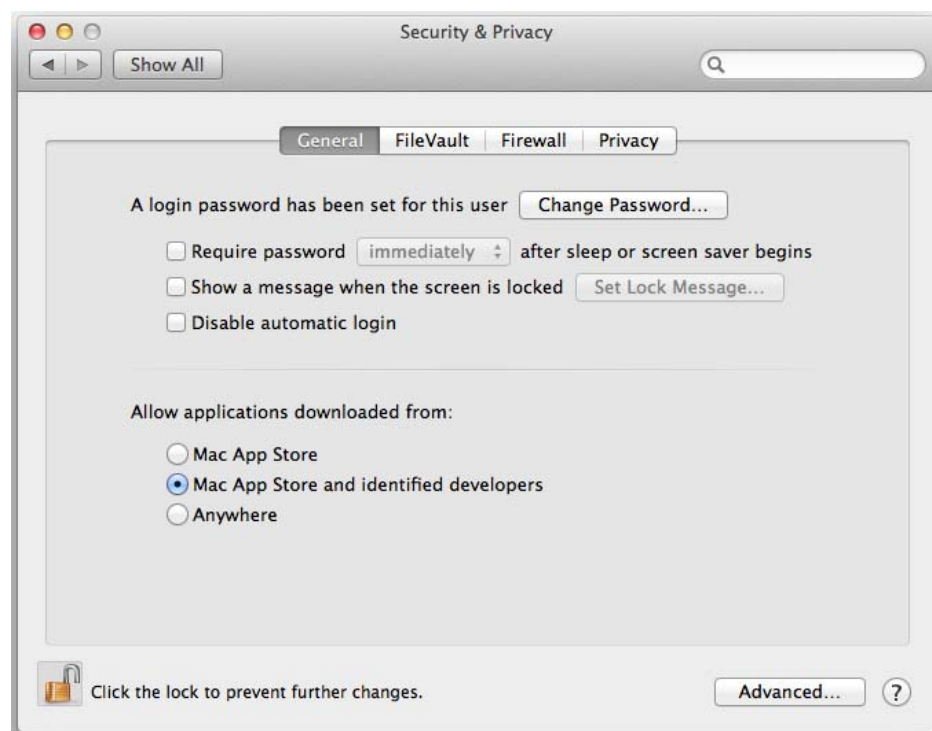 Security & Privacy
Show All
General FileVault Firewall Privacy
A login password has been set for this user Change Password...
Require password immediately after sleep or screen saver begins
Show a message when the screen is locked Set Lock Message...
Disable automatic login
Allow applications downloaded from:
Mac App Store
Mac App Store and identified developers
Anywhere
Click the lock to prevent further changes. Advanced... ?